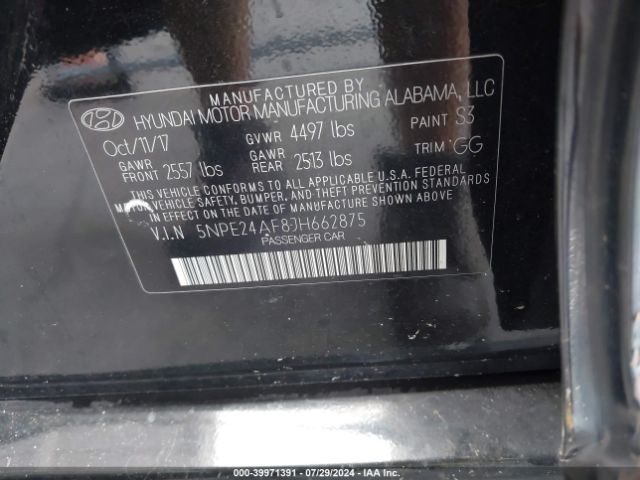 MANUFACTURED BY
HYUNDAI MOTOR MANUFACTURING ALABAMA, LLC
Oct/11/17 GVWR 4497 lbs PAINT S3
GAWR FRONT 2557 lbs GAWR REAR 2513 lbs TRIM GG
THIS VEHICLE CONFORMS TO ALL APPLICABLE U.S.A. FEDERAL
MOTOR VEHICLE SAFETY, BUMPER, AND THEFT PREVENTION STANDARDS
IN EFFECT ON THE DATE OF MANUFACTURE SHOWN ABOVE.
V.I.N 5NPE24AF8JH662875
PASSENGER CAR
000-39971391 - 07/29/2024 - IAA Inc.